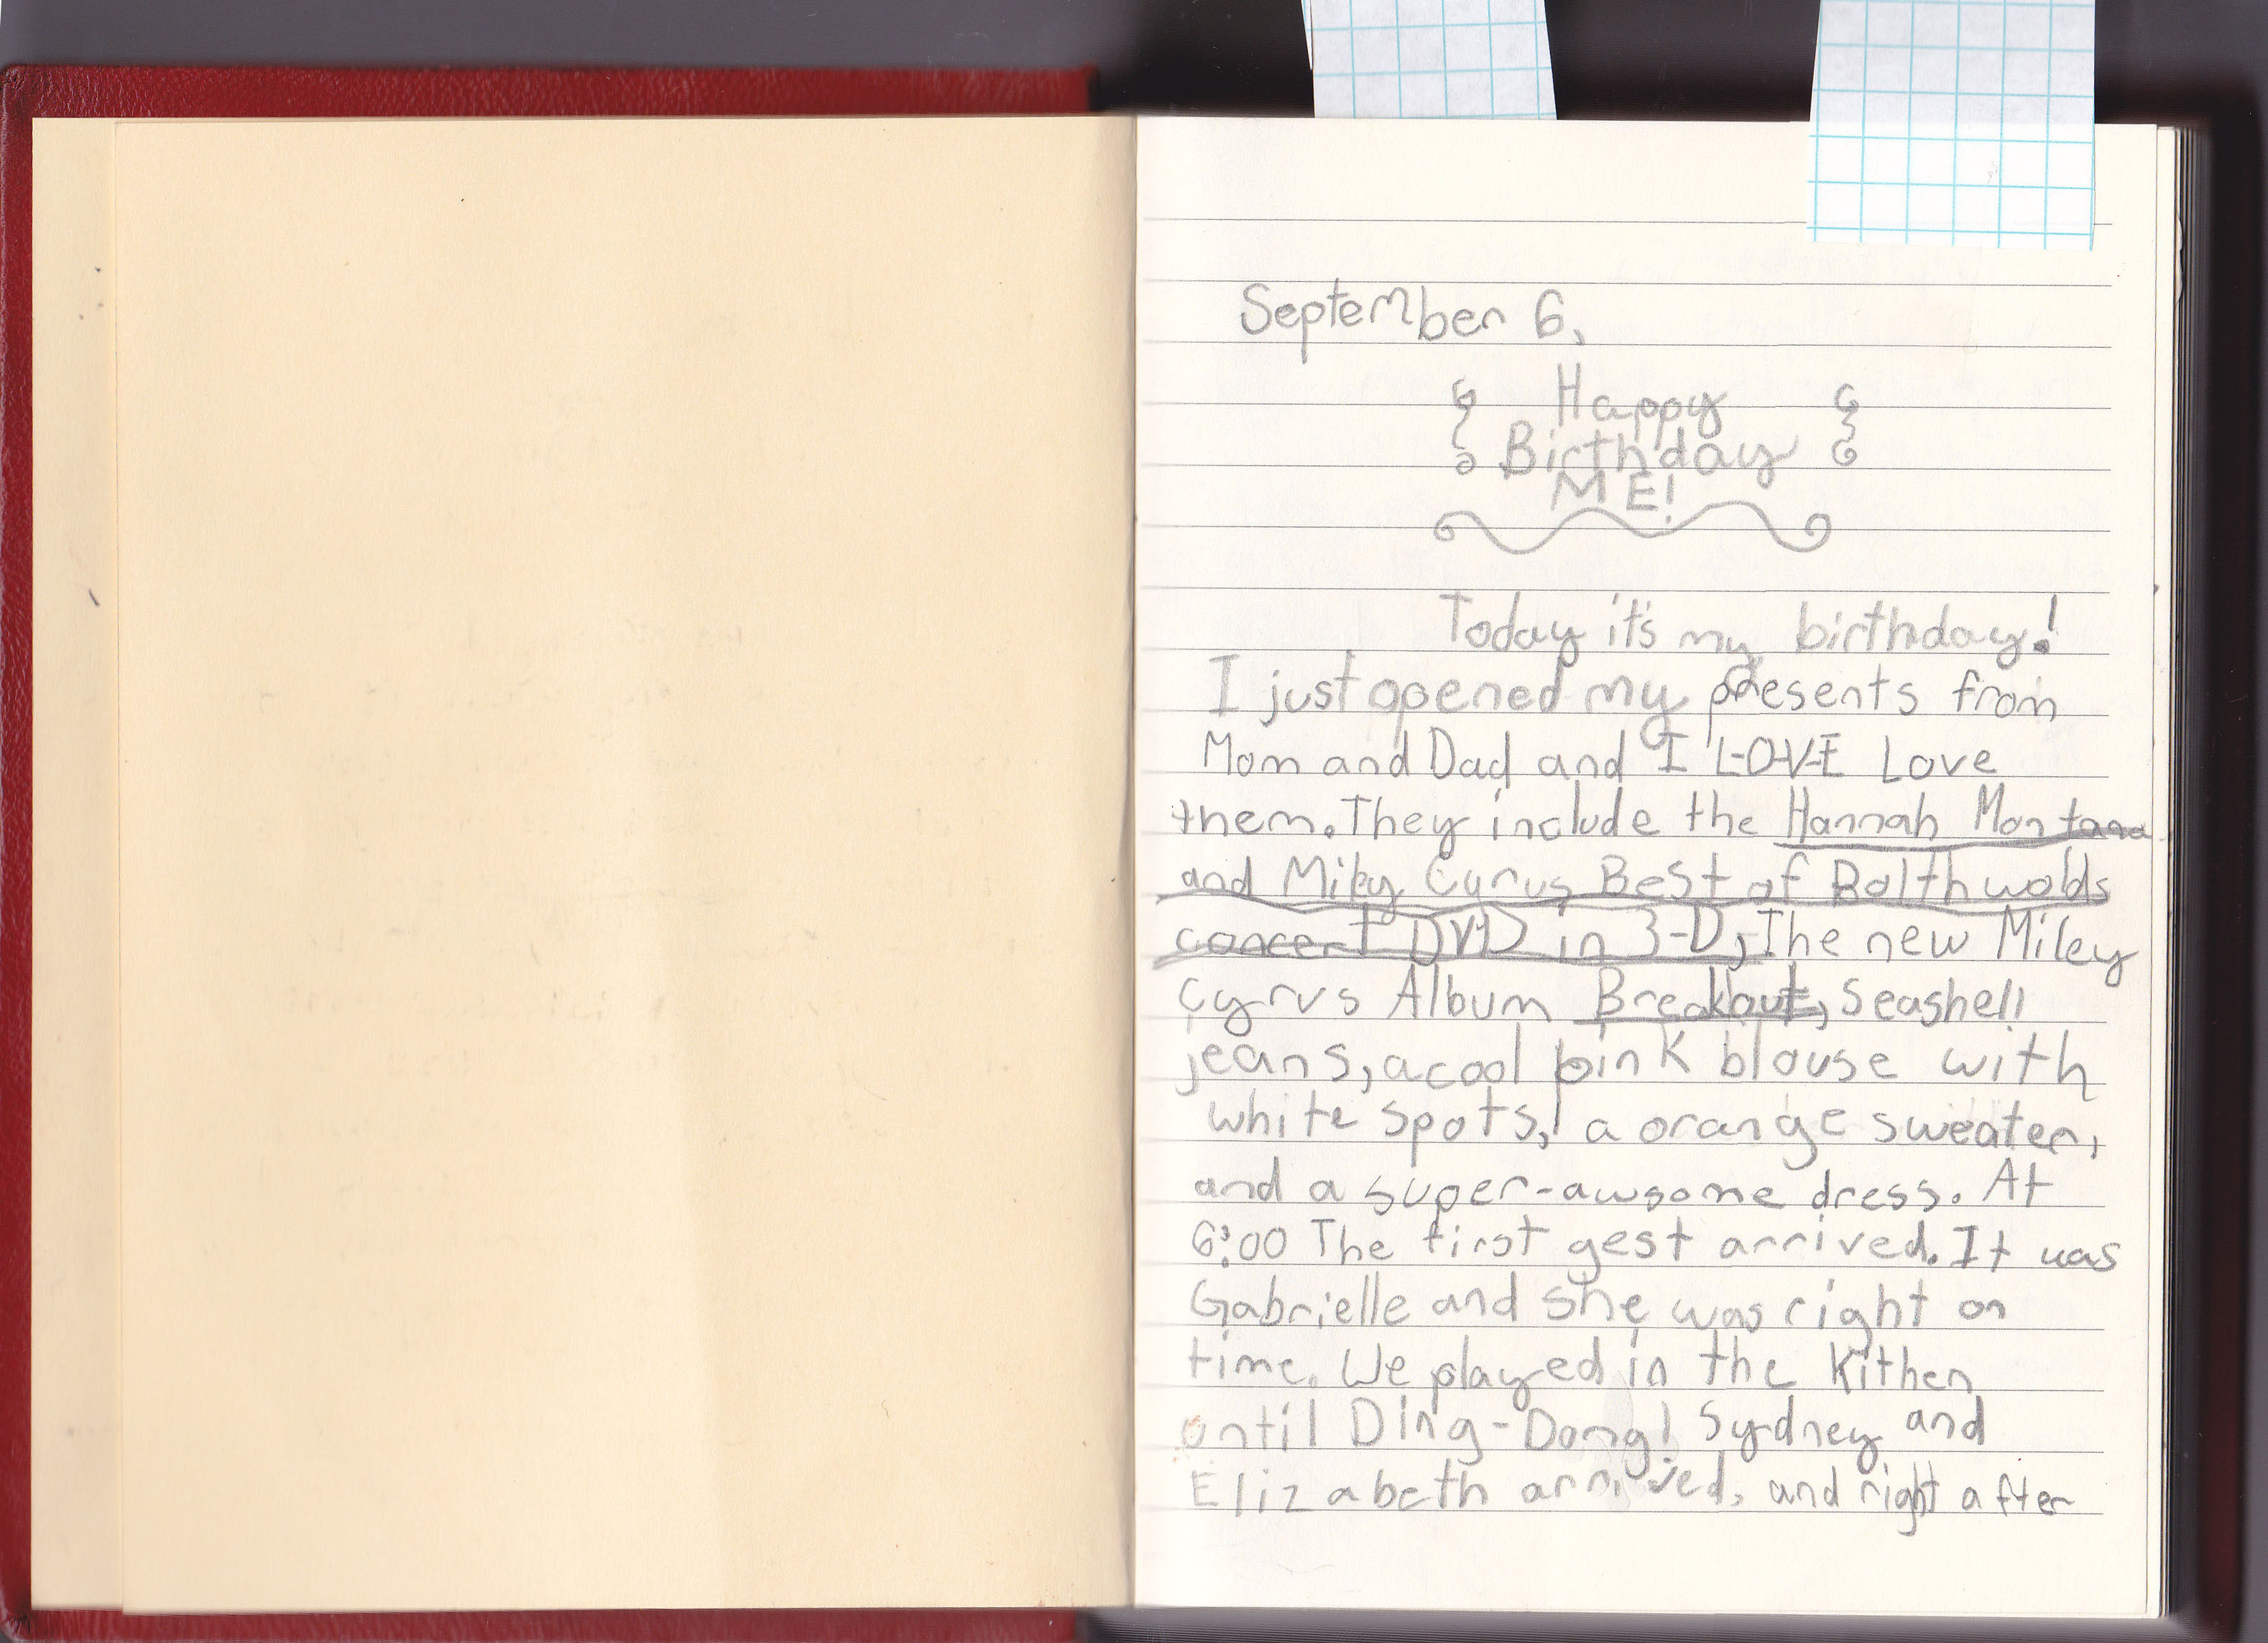 September 6,
Happy
Birthday
ME!
Today it's my birthday!
I just opened my presents from
Mom and Dad and I L-O-V-E Love
them. They include the Hannah Montana
and Miley Cyrus Best of Bolth wolds
concert DVD in 3-D, The new Miley
Cyrus Album Breakout, seashell
jeans, a cool pink blouse with
white spots, a orange sweater,
and a super-awsome dress. At
6:00 The first gest arrived. It was
Gabrielle and she was right on
time. We played in the kithen
until Ding-Dong! Sydney and
Elizabeth arrived, and right after